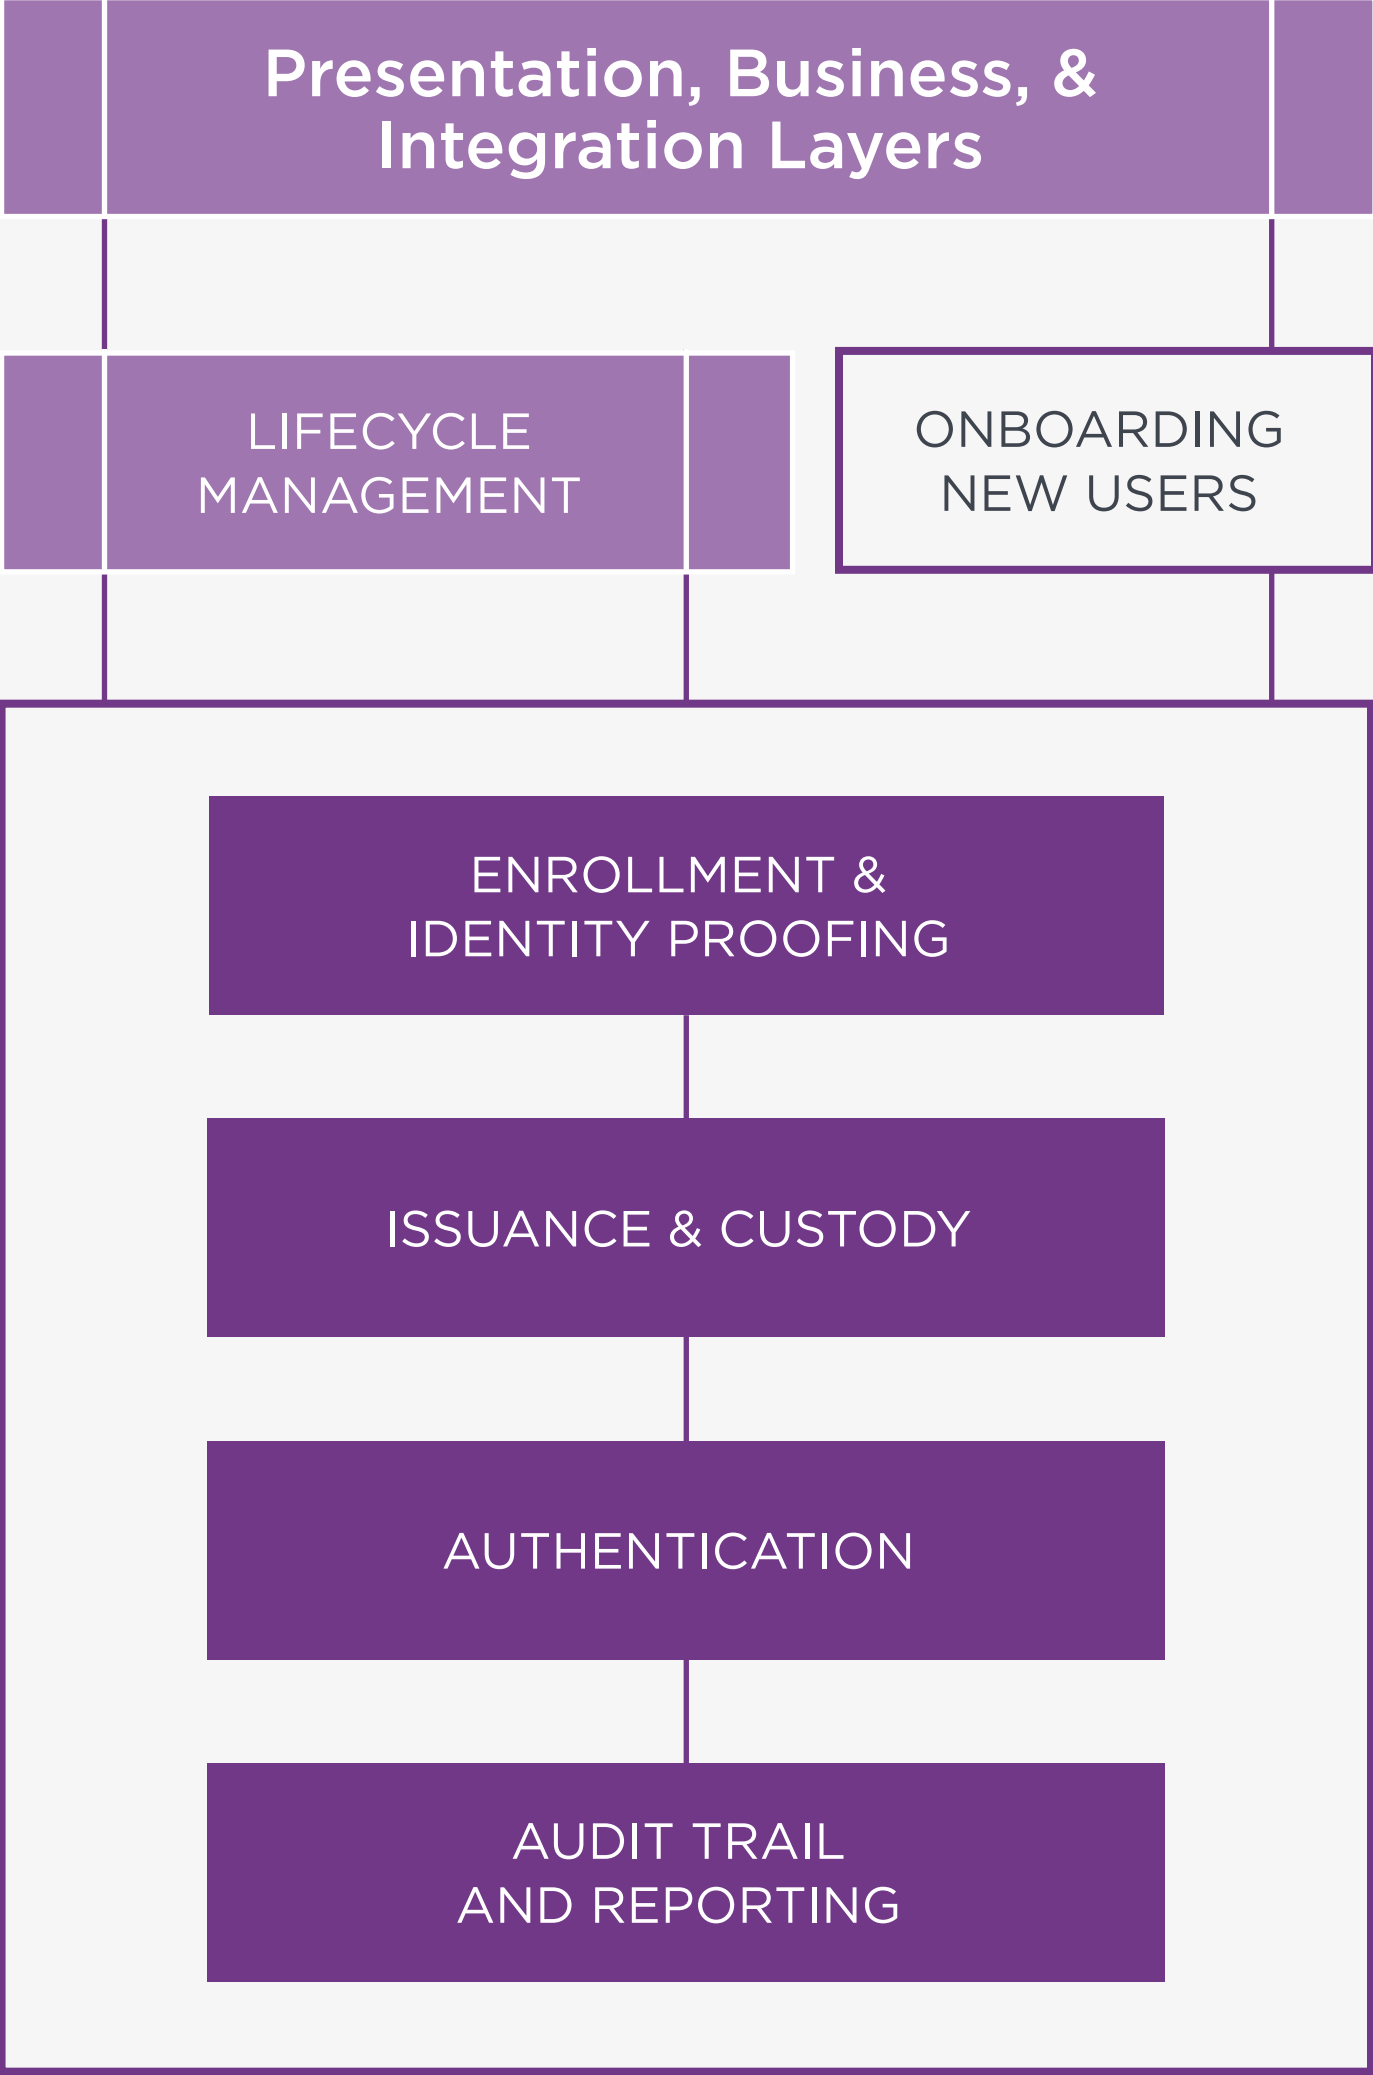 Presentation, Business, &
Integration Layers
LIFECYCLE
MANAGEMENT
ONBOARDING
NEW USERS
ENROLLMENT &
IDENTITY PROOFING
ISSUANCE & CUSTODY
AUTHENTICATION
AUDIT TRAIL
AND REPORTING